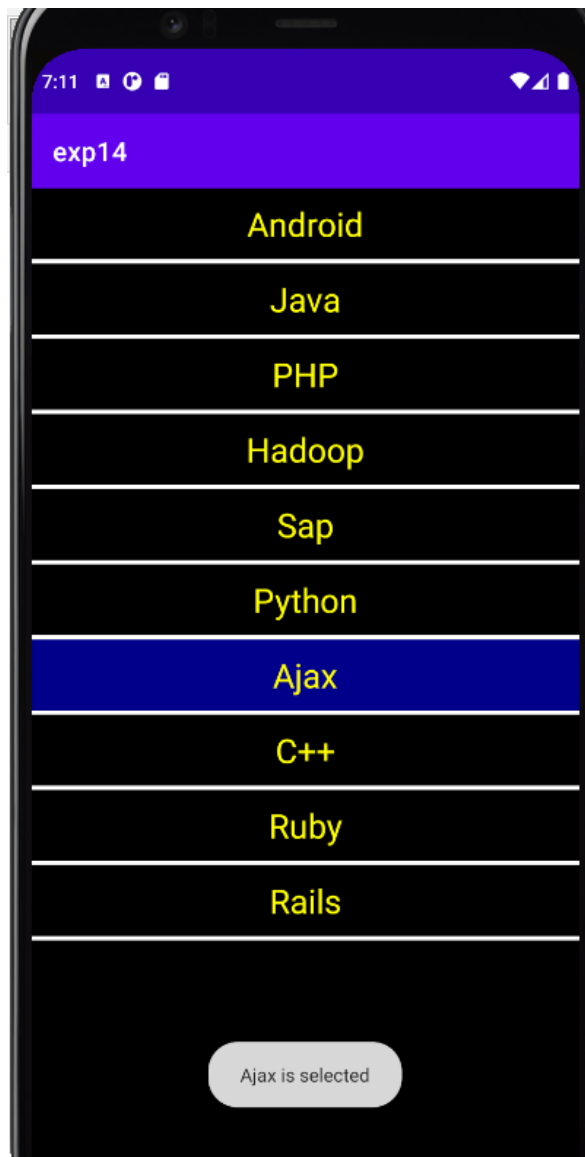 7:11
exp14
Android
Java
PHP
Hadoop
Sap
Python
Ajax
C++
Ruby
Rails
Ajax is selected